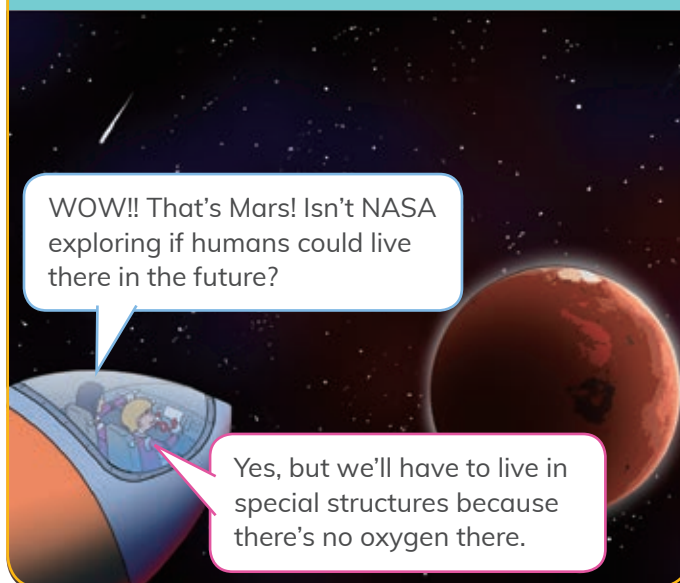 WOW!! That's Mars! Isn't NASA
exploring if humans could live
there in the future?
Yes, but we'll have to live in
special structures because
there's no oxygen there.